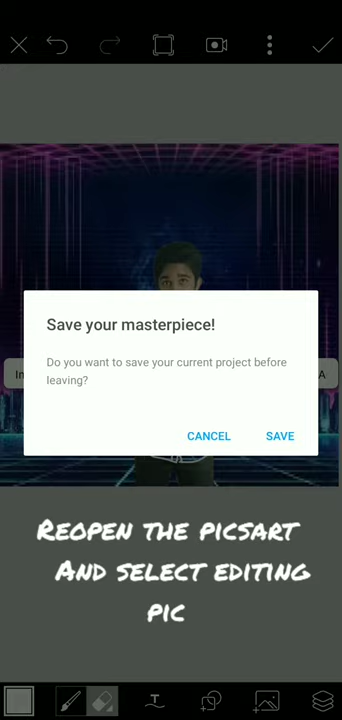 Save your masterpiece!
Do you want to save your current project before
leaving?
In
A
CANCEL
SAVE
REOPEN THE PICSART
AND SELECT EDITING
PIC